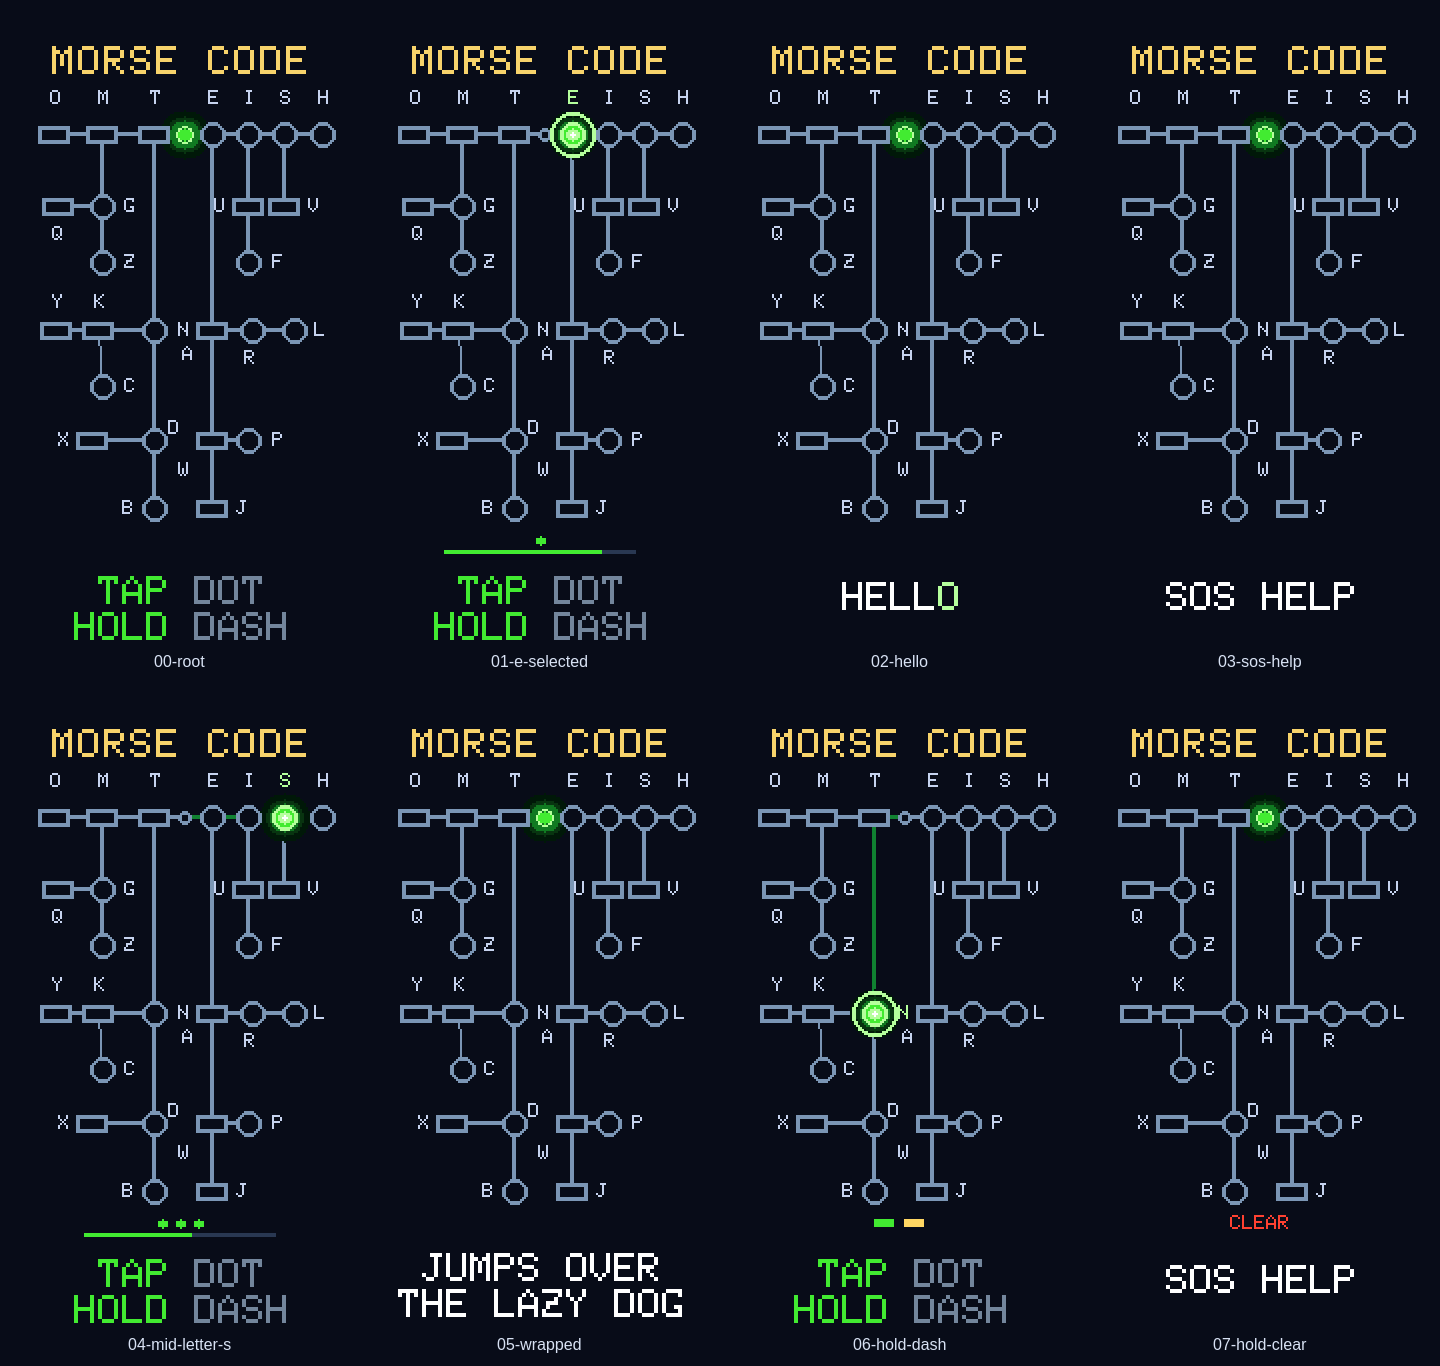 MORSE CODE MORSE CODE MORSE CODE MORSE CODE
O M T E I S H O M T E I S H O M T E I S H O M T E I S H
G U V G U V G U V G U V
Q Q Q Q
Z F Z F Z F Z F
Y K Y K Y K Y K
N L N L N L N L
A R A R A R A R
C C C C
D D D D
X P X P X P X P
W W W W
B J B J B J B J
TAP DOT TAP DOT HELLO SOS HELP
HOLD DASH HOLD DASH
00-root 01-e-selected 02-hello 03-sos-help
MORSE CODE MORSE CODE MORSE CODE MORSE CODE
O M T E I S H O M T E I S H O M T E I S H O M T E I S H
G U V G U V G U V G U V
Q Q Q Q
Z F Z F Z F Z F
Y K Y K Y K Y K
N L N L N L N L
A R A R A R A R
C C C C
D D D D
X P X P X P X P
W W W W
B J B J B J B J
CLEAR
TAP DOT JUMPS OVER TAP DOT SOS HELP
HOLD DASH THE LAZY DOG HOLD DASH
04-mid-letter-s 05-wrapped 06-hold-dash 07-hold-clear